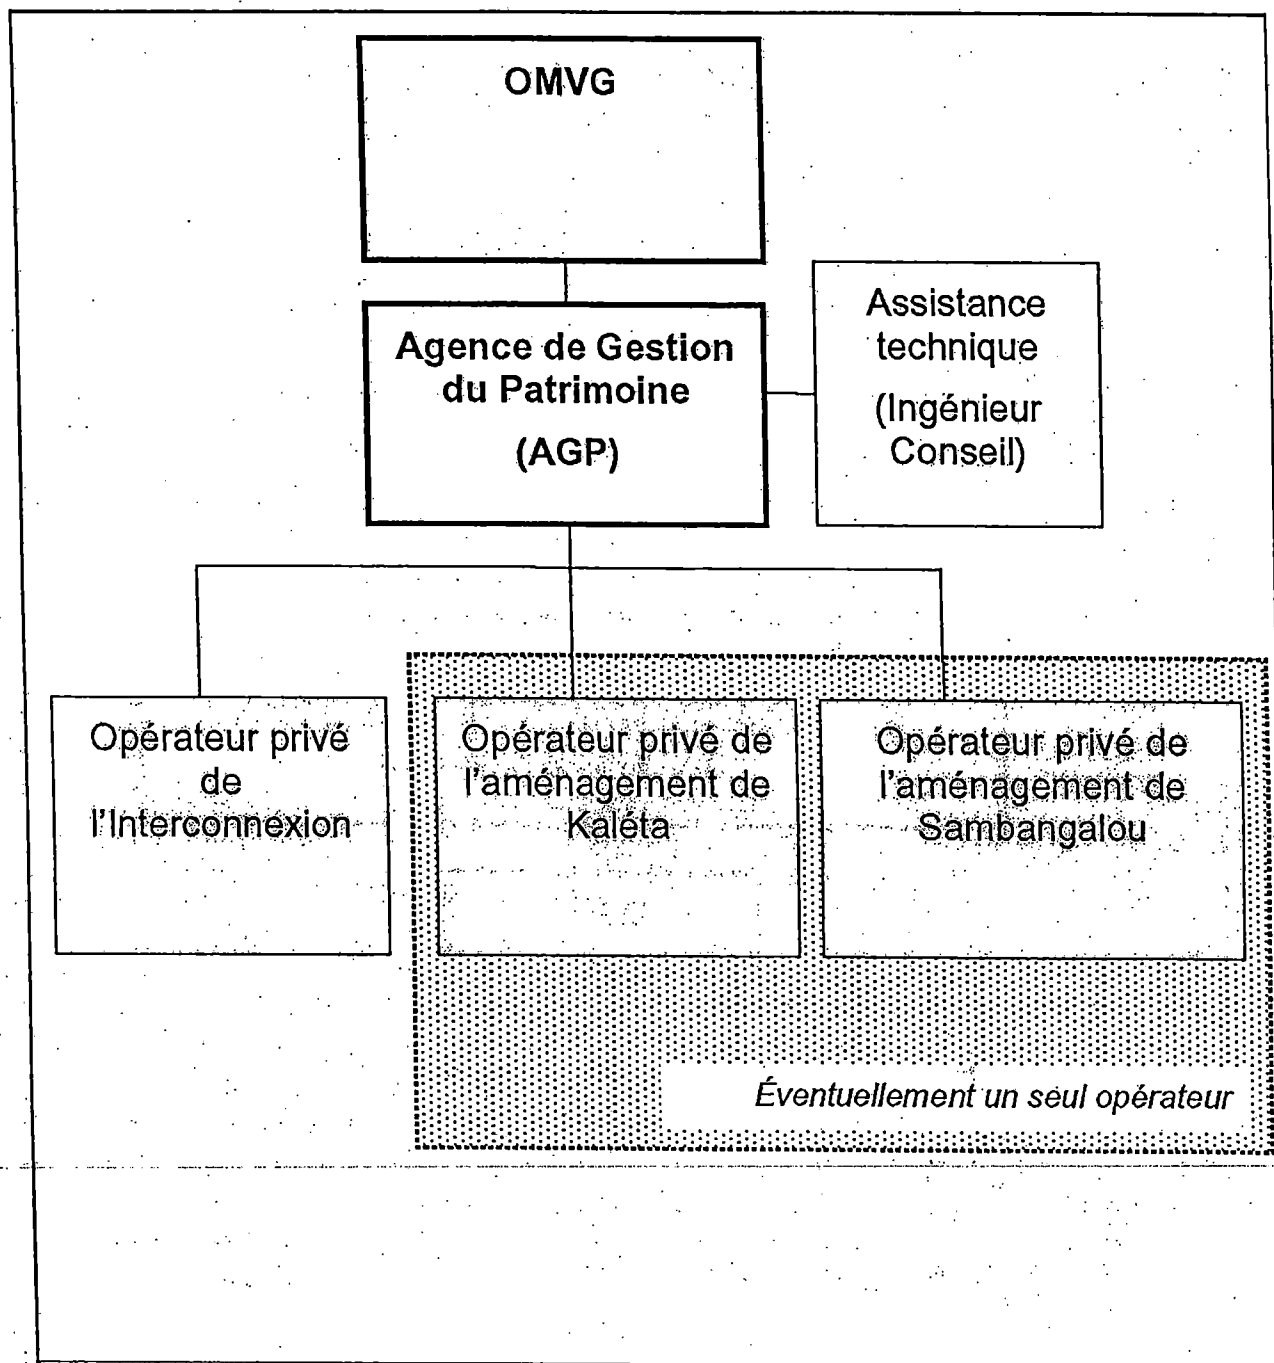 OMVG
Agence de Gestion
du Patrimoine
(AGP)
Assistance
technique
(Ingénieur
Conseil)
Opérateur privé
de
l'Interconnexion
Opérateur privé de
l'aménagement de
Kaléta
Opérateur privé de
l'aménagement de
Sambangalou
Éventuellement un seul opérateur